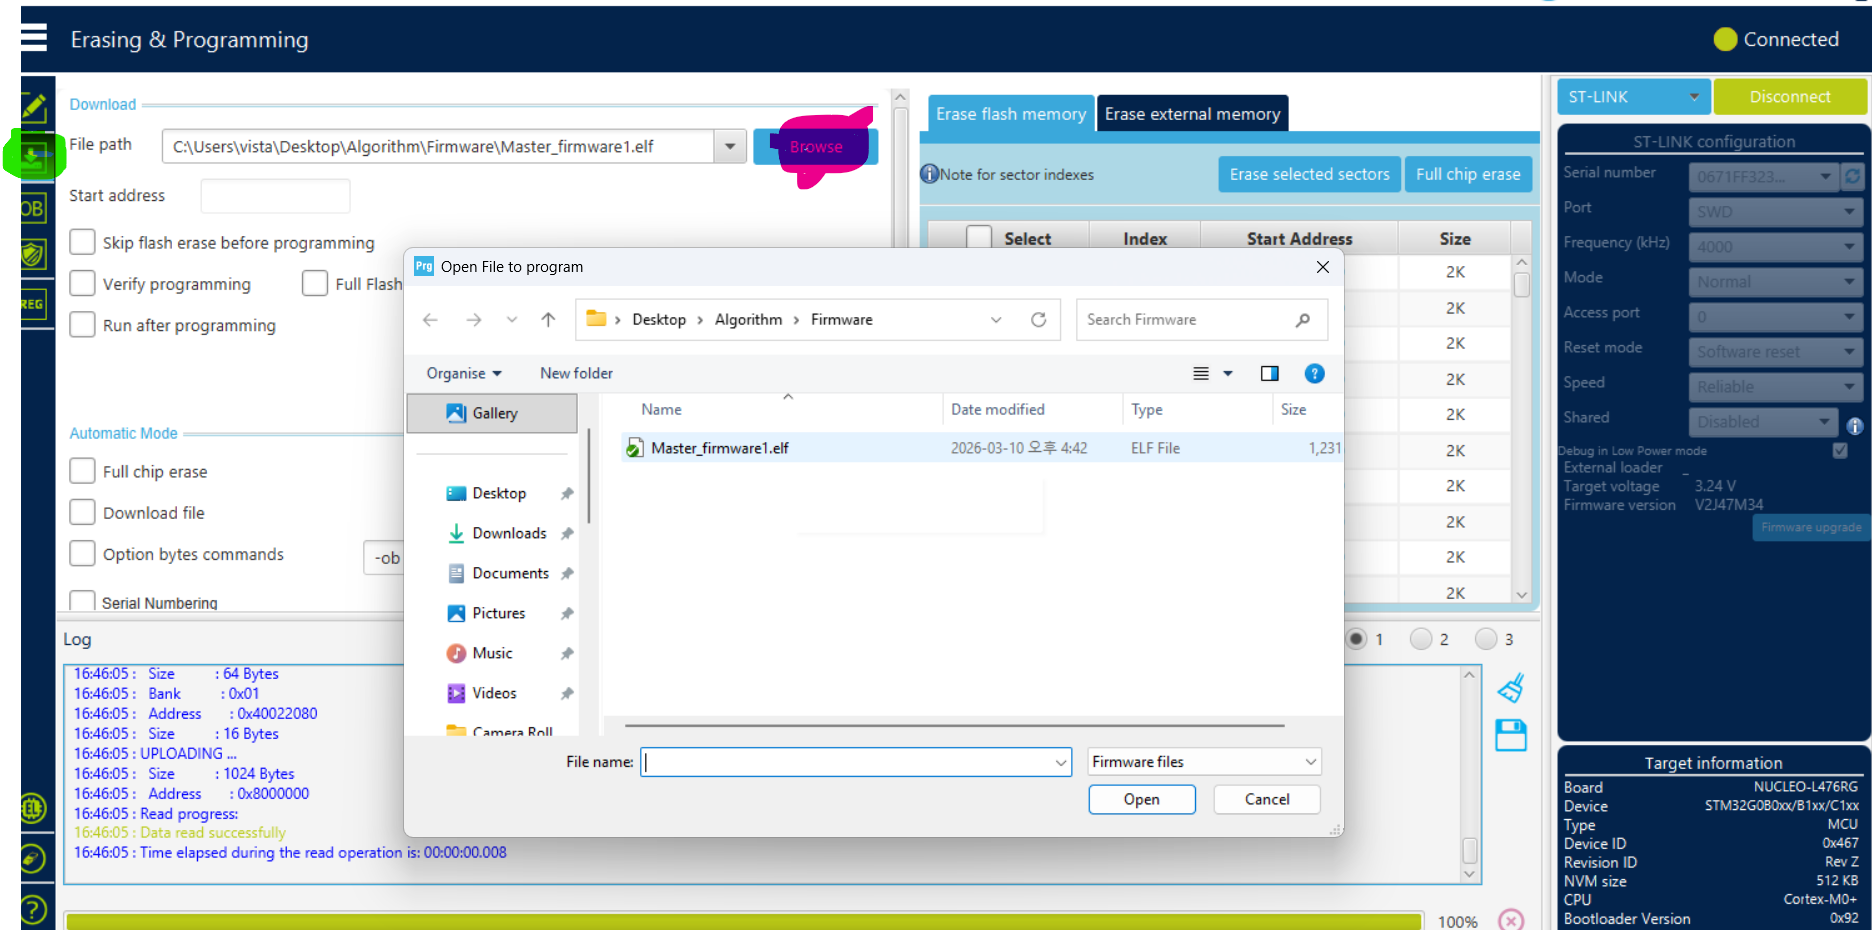 Erasing & Programming
Connected
Download
File path
C:\Users\vista\Desktop\Algorithm\Firmware\Master_firmware1.elf
Browse
Start address
Skip flash erase before programming
Verify programming
Full Flash
Run after programming
Automatic Mode
Full chip erase
Download file
Option bytes commands
-ob
Serial Numbering
OB
REG
Erase flash memory
Erase external memory
Note for sector indexes
Erase selected sectors
Full chip erase
Select Index Start Address Size
2K
2K
2K
2K
2K
2K
2K
2K
2K
2K
Prg Open File to program
Desktop > Algorithm > Firmware
Search Firmware
Organise
New folder
Name Date modified Type Size
Master_firmware1.elf 2026-03-10 오후 4:42 ELF File 1,231
Gallery
Desktop
Downloads
Documents
Pictures
Music
Videos
Camera Roll
File name:
Firmware files
Open
Cancel
Log
1 2 3
16:46:05 : Size : 64 Bytes
16:46:05 : Bank : 0x01
16:46:05 : Address : 0x40022080
16:46:05 : Size : 16 Bytes
16:46:05 : UPLOADING ...
16:46:05 : Size : 1024 Bytes
16:46:05 : Address : 0x8000000
16:46:05 : Read progress:
16:46:05 : Data read successfully
16:46:05 : Time elapsed during the read operation is: 00:00:00.008
100%
ST-LINK
Disconnect
ST-LINK configuration
Serial number 0671FF323...
Port SWD
Frequency (kHz) 4000
Mode Normal
Access port 0
Reset mode Software reset
Speed Reliable
Shared Disabled
Debug in Low Power mode
External loader _
Target voltage 3.24 V
Firmware version V2J47M34
Firmware upgrade
Target information
Board NUCLEO-L476RG
Device STM32G0B0xx/B1xx/C1xx
Type MCU
Device ID 0x467
Revision ID Rev Z
NVM size 512 KB
CPU Cortex-M0+
Bootloader Version 0x92